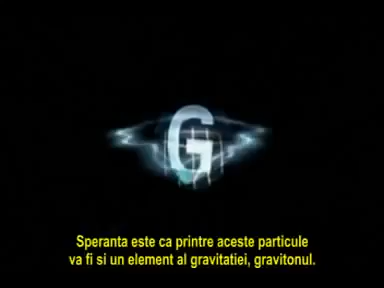 G
Speranta este ca printre aceste particule
va fi si un element al gravitatiei, gravitonul.